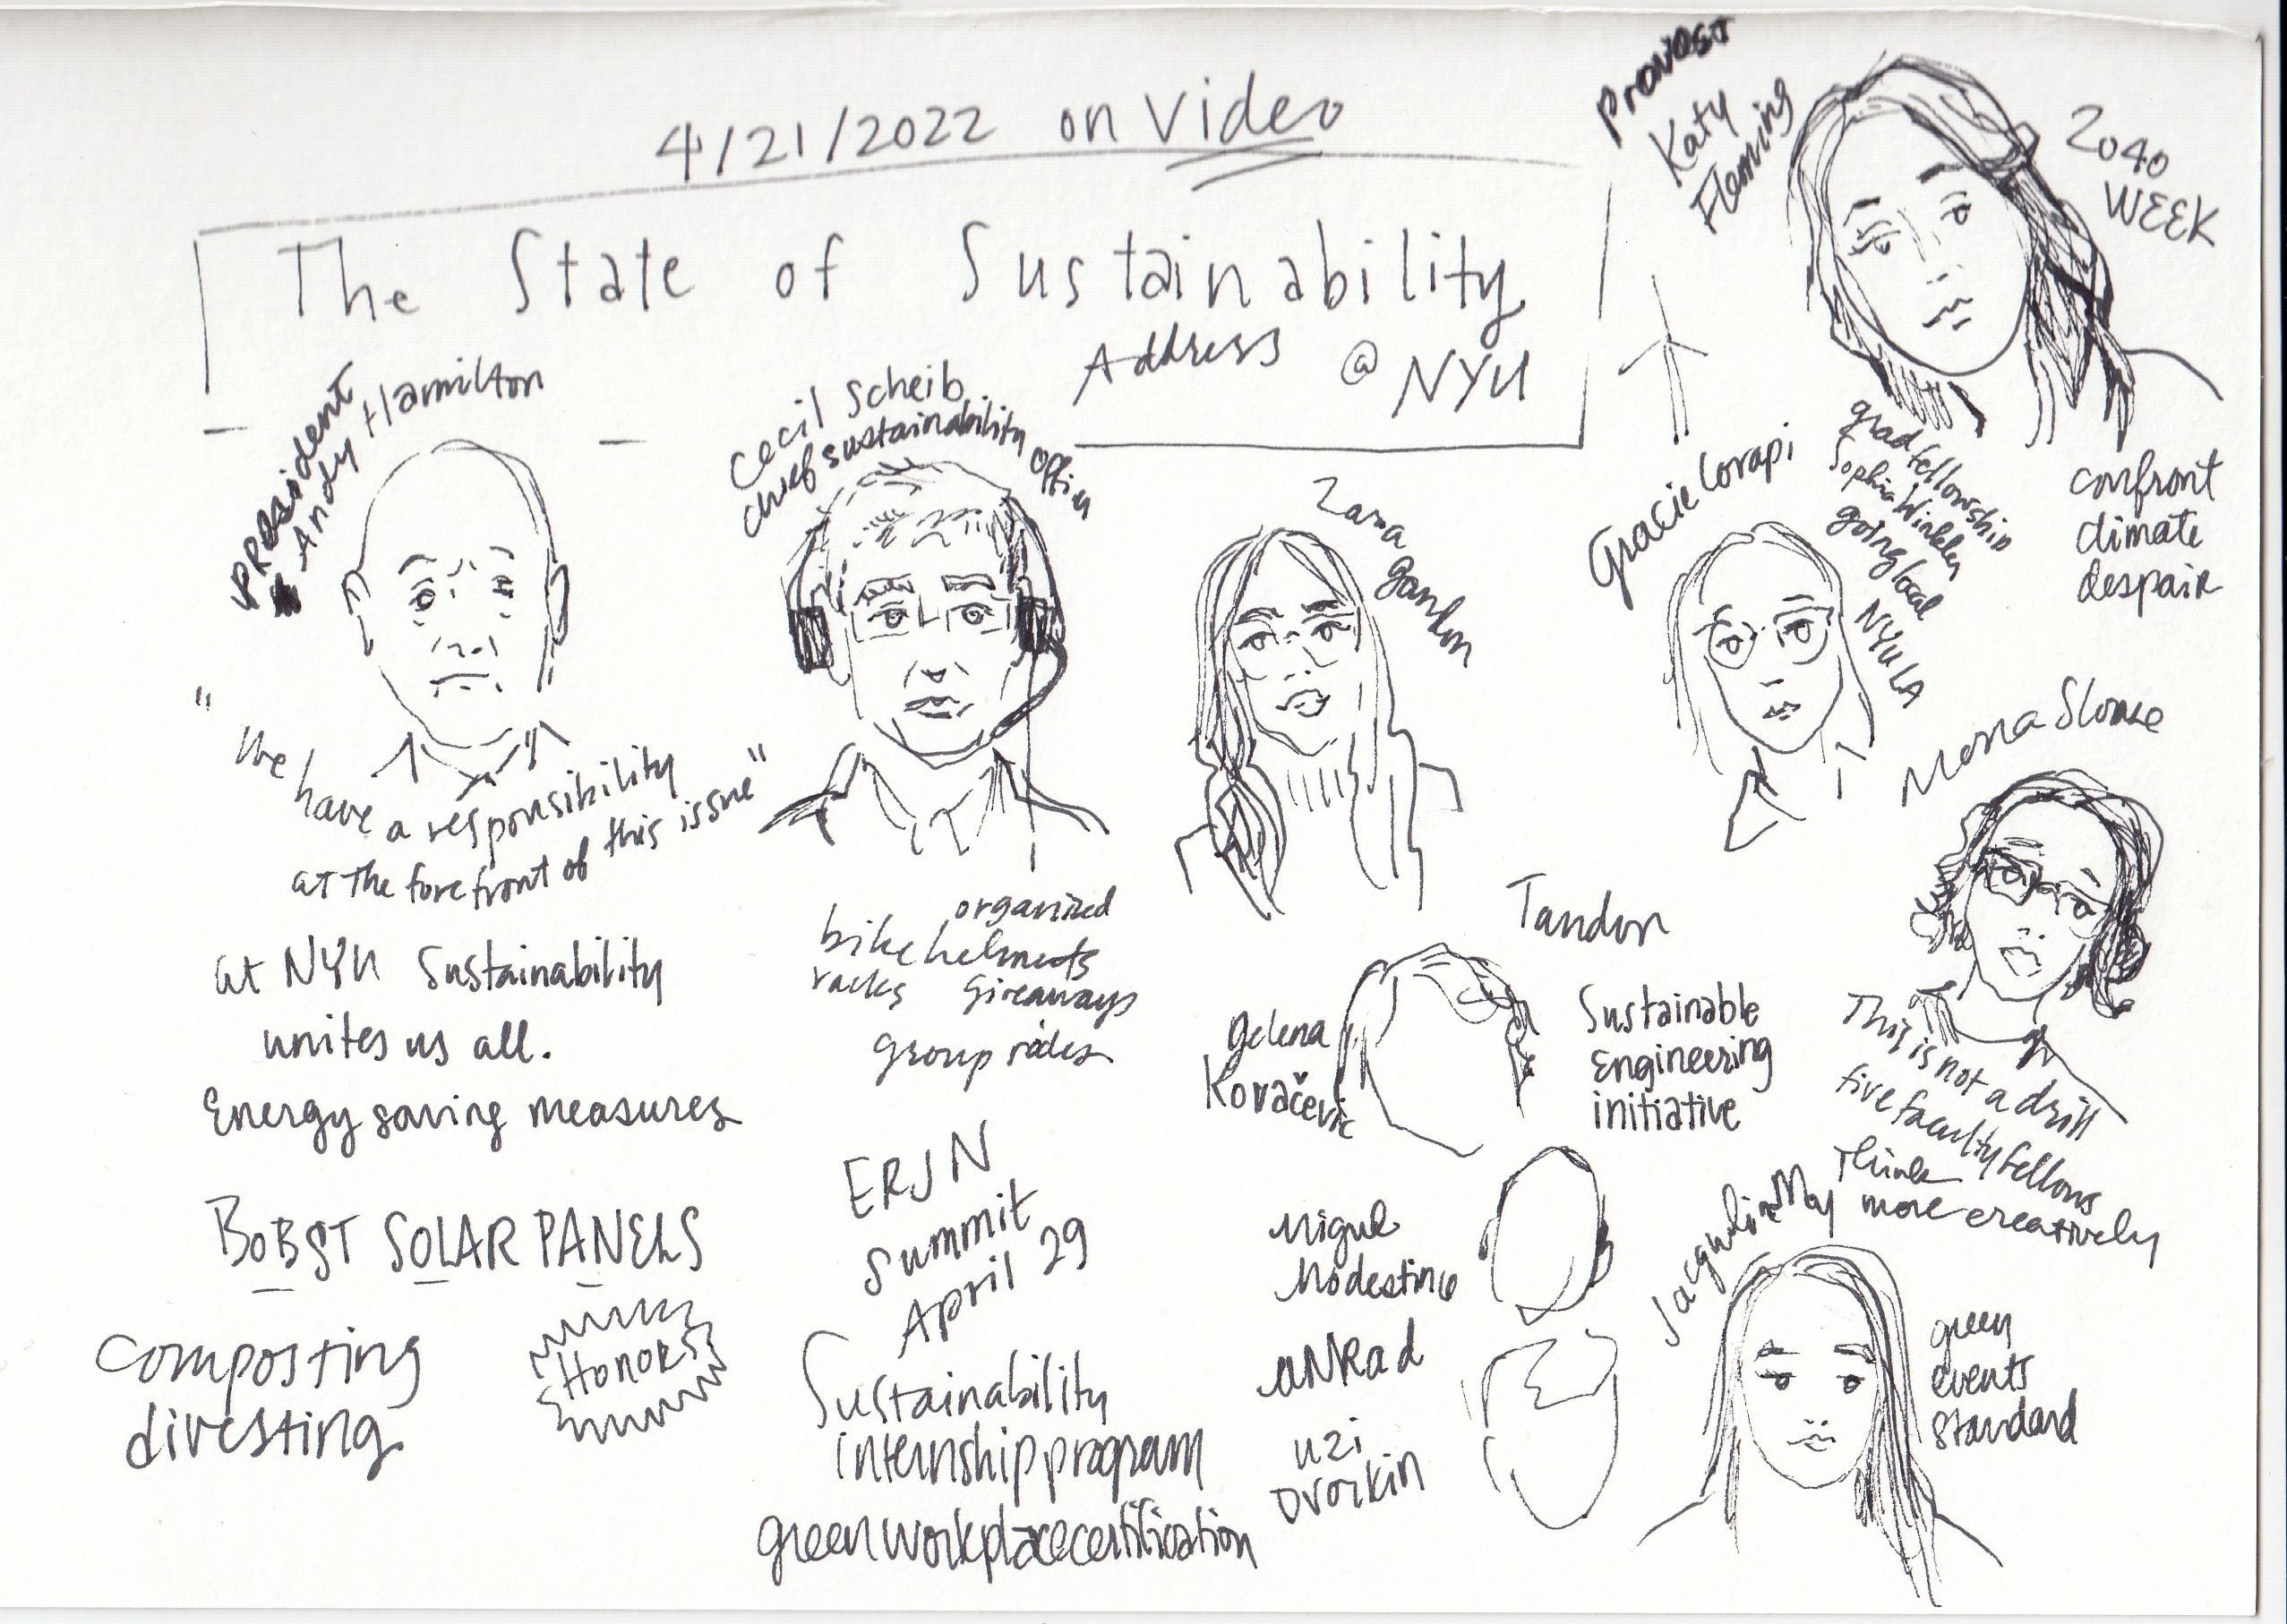 4/21/2022 on Video
The State of Sustainability
Address @ NYU
Provost
Katy
Fleming
2040
WEEK
confront
climate
despair
President
Andy Hamilton
"We have a responsibility
at the forefront of this issue"
at NYU Sustainability
unites us all.
Energy saving measures
BOBST SOLAR PANELS
composting
divesting
Honors
Cecil Scheib
chief sustainability officer
organized
bike helmets
racks giveaways
group rides
ERJN
summit
April 29
Sustainability
internship program
green workplace certification
Zara
Gracie Corapi
grad fellowship
Sophia Winkler
going local
NYU LA
Mona Sloane
This is not a drill
five faculty fellows
Think
more creatively
Tandon
Jelena
Kovačević
Sustainable
Engineering
initiative
Miguel
Modestino
Dvorkin
Jacqueline May
green
events
standard